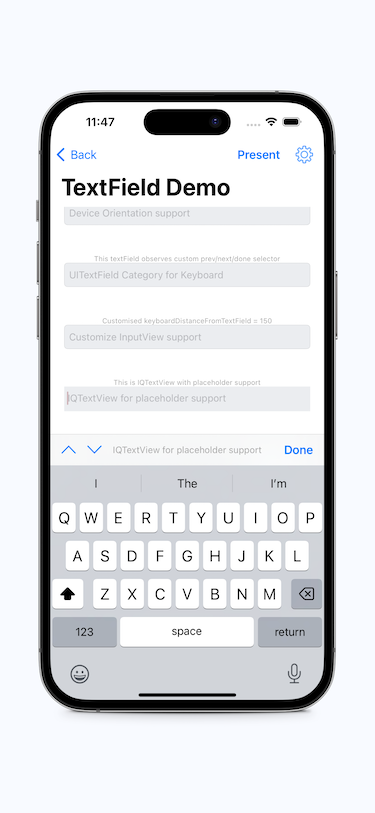 11:47
Back
Present
TextField Demo
Device Orientation support
This textField observes custom prev/next/done selector
UITextField Category for Keyboard
Customised keyboardDistanceFromTextField = 150
Customize InputView support
This is IQTextView with placeholder support
IQTextView for placeholder support
IQTextView for placeholder support
Done
I The I'm
Q W E R T Y U I O P
A S D F G H J K L
Z X C V B N M
123 space return